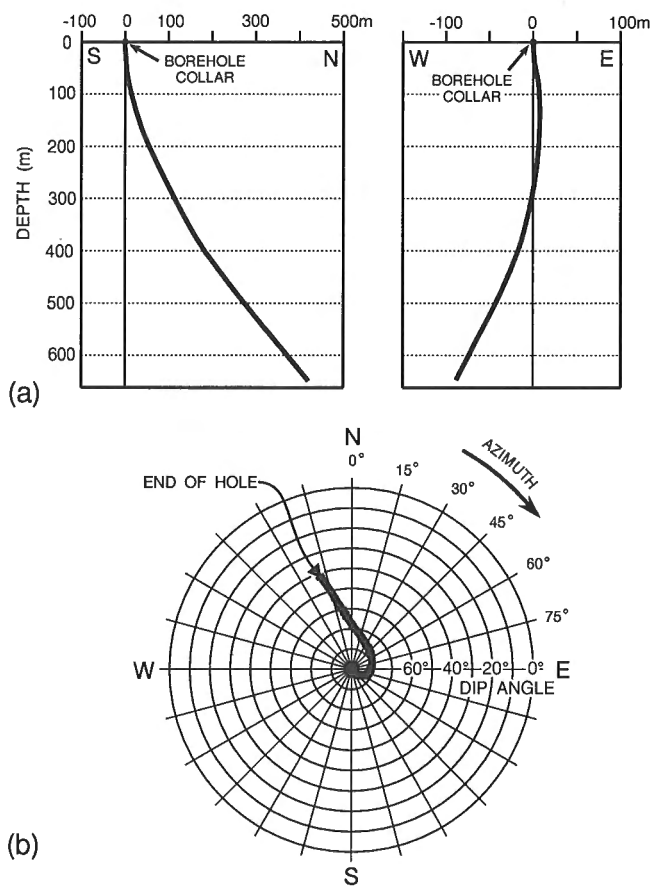 -100 0 100 300 500m
-100 0 100m
0
S N
W E
BOREHOLE
COLLAR
BOREHOLE
COLLAR
100
200
300
400
500
600
DEPTH (m)
(a)
N
0°
15°
30°
45°
60°
75°
AZIMUTH
END OF HOLE
W
60° 40° 20° 0° E
DIP ANGLE
S
(b)